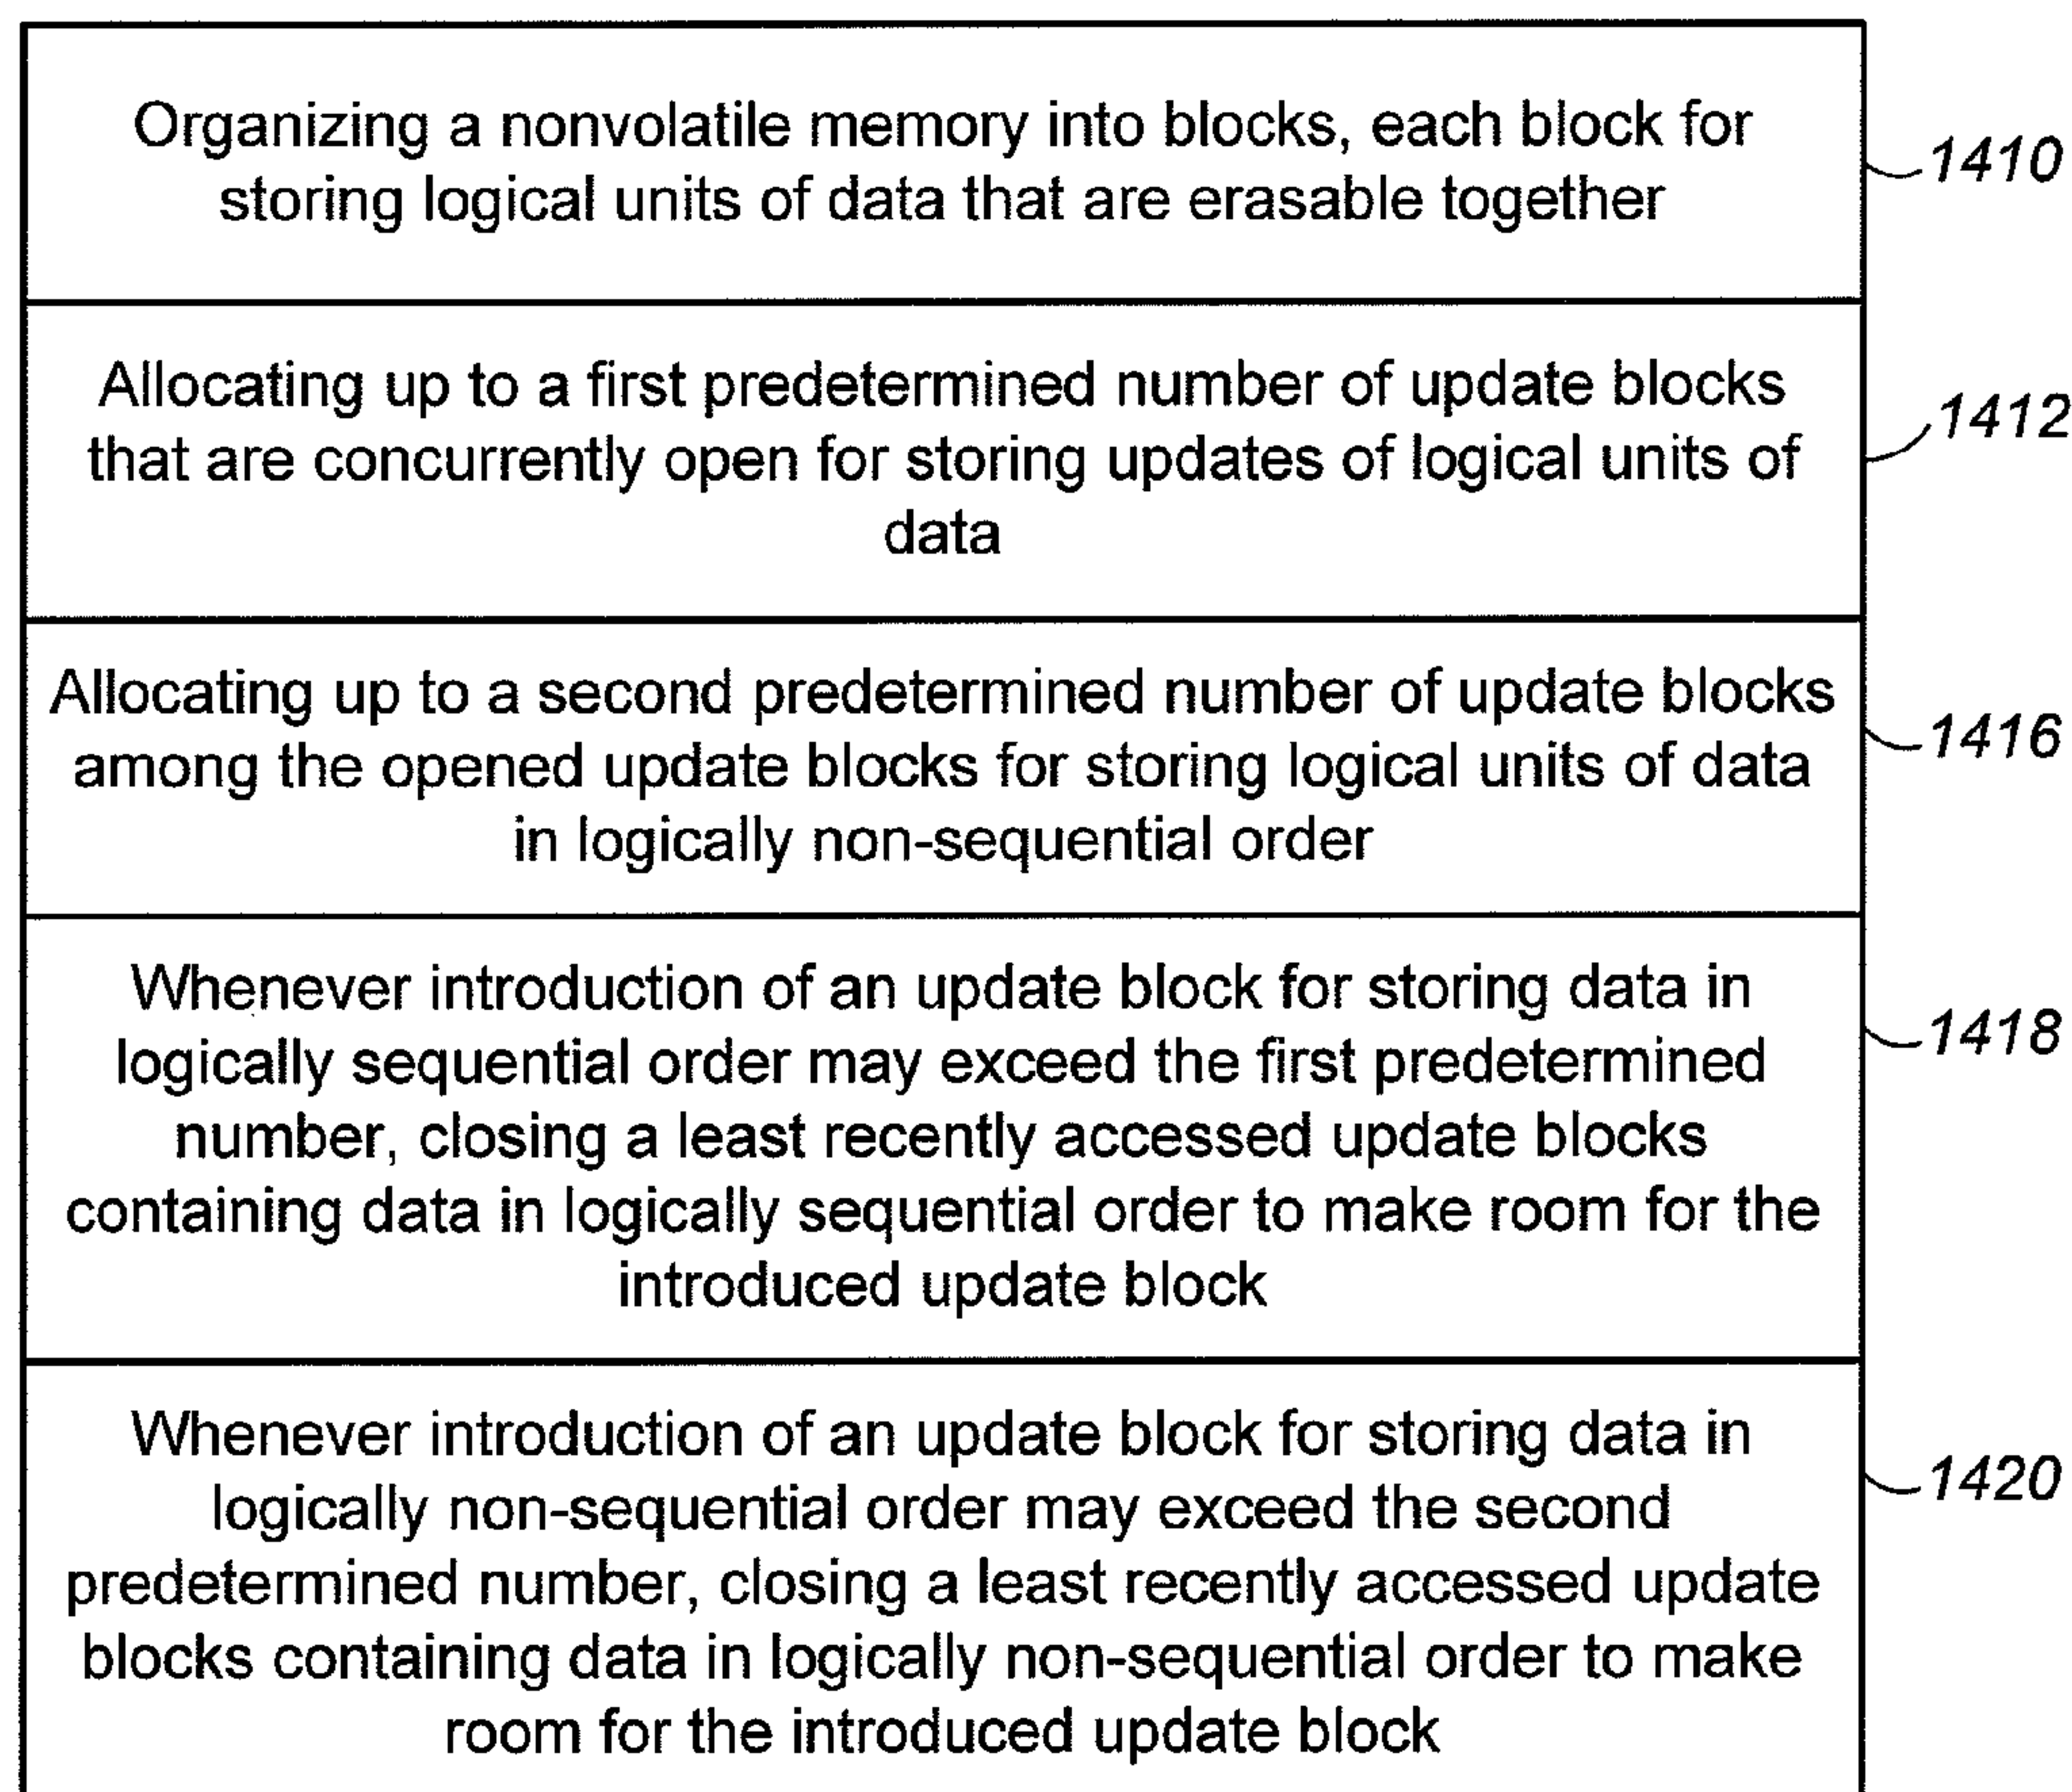 Organizing a nonvolatile memory into blocks, each block for
storing logical units of data that are erasable together
1410
Allocating up to a first predetermined number of update blocks
that are concurrently open for storing updates of logical units of
data
1412
Allocating up to a second predetermined number of update blocks
among the opened update blocks for storing logical units of data
in logically non-sequential order
1416
Whenever introduction of an update block for storing data in
logically sequential order may exceed the first predetermined
number, closing a least recently accessed update blocks
containing data in logically sequential order to make room for the
introduced update block
1418
Whenever introduction of an update block for storing data in
logically non-sequential order may exceed the second
predetermined number, closing a least recently accessed update
blocks containing data in logically non-sequential order to make
room for the introduced update block
1420